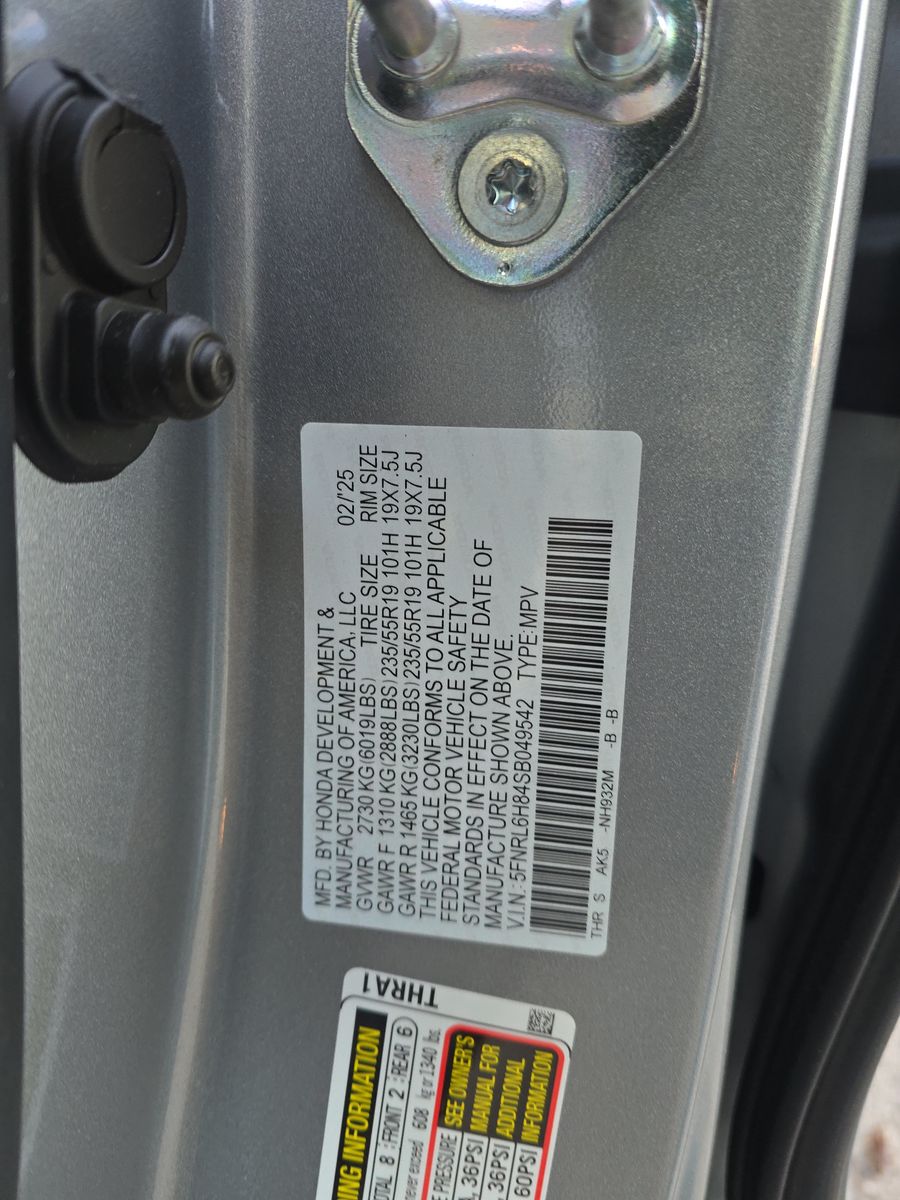 MFD. BY HONDA DEVELOPMENT &
MANUFACTURING OF AMERICA, LLC 02/'25
GVWR 2730 KG(6019LBS) TIRE SIZE RIM SIZE
GAWR F 1310 KG(2888LBS)235/55R19 101H 19X7.5J
GAWR R 1465 KG(3230LBS)235/55R19 101H 19X7.5J
THIS VEHICLE CONFORMS TO ALL APPLICABLE
FEDERAL MOTOR VEHICLE SAFETY
STANDARDS IN EFFECT ON THE DATE OF
MANUFACTURE SHOWN ABOVE.
V.I.N.:5FNRL6H84SB049542 TYPE:MPV
THR S AK5 -NH932M -B -B
THRA1
INFORMATION
8 :FRONT 2 :REAR 6
exceed 608 kg or 1340 lbs.
PRESSURE SEE OWNER'S
36PSI MANUAL FOR
36PSI ADDITIONAL
60PSI INFORMATION